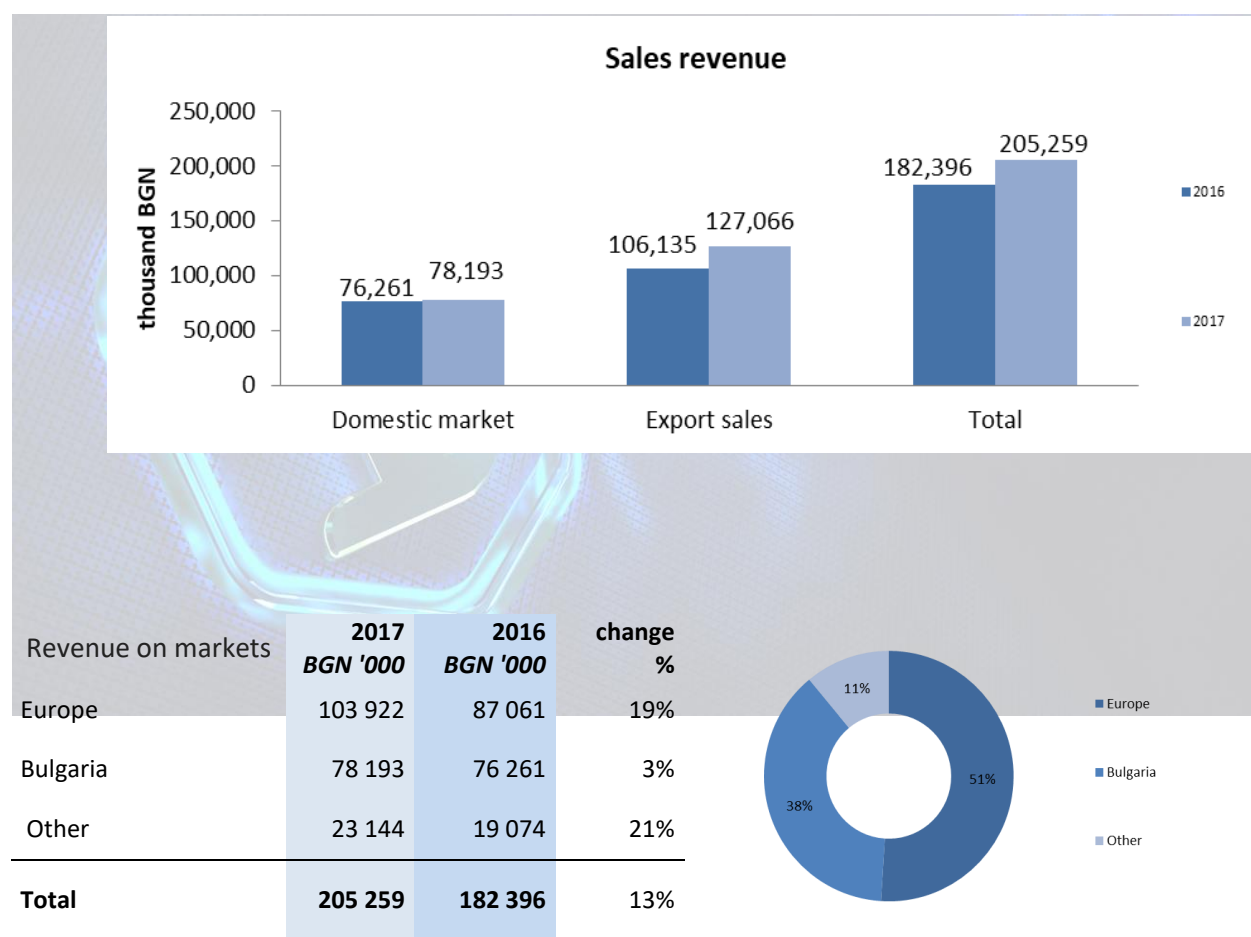 Sales revenue
thousand BGN
250,000
200,000
150,000
100,000
50,000
0
76,261
78,193
106,135
127,066
182,396
205,259
Domestic market
Export sales
Total
2016
2017
Revenue on markets
2017 2016 change
BGN '000 BGN '000 %
Europe 103 922 87 061 19%
Bulgaria 78 193 76 261 3%
Other 23 144 19 074 21%
Total 205 259 182 396 13%
11%
51%
38%
Europe
Bulgaria
Other